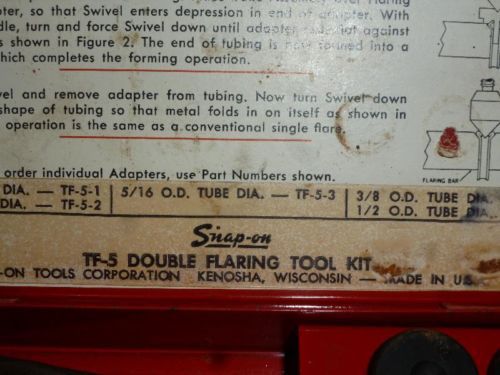 so that Swivel enters depression in end of adapter. With
turn and force Swivel down until adapter against
s shown in Figure 2. The end of tubing is now formed into a
which completes the forming operation.
vel and remove adapter from tubing. Now turn Swivel down
shape of tubing so that metal folds in on itself as shown in
operation is the same as a conventional single flare.
FLARING BAR
order individual Adapters, use Part Numbers shown.
DIA. — TF-5-1
DIA. — TF-5-2
5/16 O.D. TUBE DIA. — TF-5-3
3/8 O.D. TUBE DIA.
1/2 O.D. TUBE DIA.
Snap-on
TF-5 DOUBLE FLARING TOOL KIT
-ON TOOLS CORPORATION KENOSHA, WISCONSIN — MADE IN U.S.